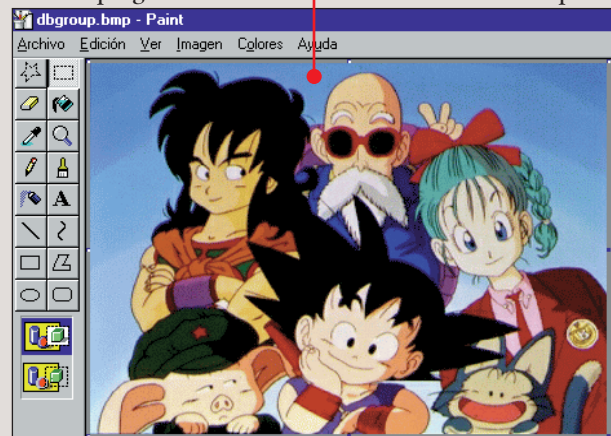 dbgroup.bmp - Paint
Archivo Edición Ver Imagen Colores Ayuda
A